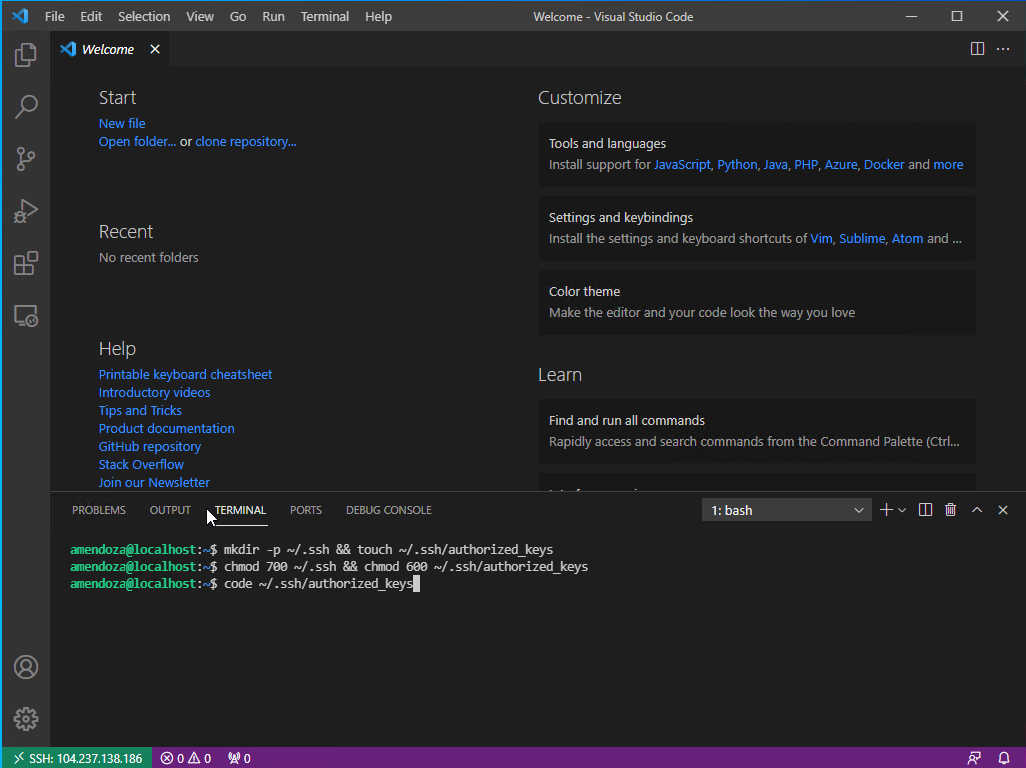 File Edit Selection View Go Run Terminal Help Welcome - Visual Studio Code
Welcome
Start
New file
Open folder... or clone repository...
Recent
No recent folders
Help
Printable keyboard cheatsheet
Introductory videos
Tips and Tricks
Product documentation
GitHub repository
Stack Overflow
Join our Newsletter
Customize
Tools and languages
Install support for JavaScript, Python, Java, PHP, Azure, Docker and more
Settings and keybindings
Install the settings and keyboard shortcuts of Vim, Sublime, Atom and ...
Color theme
Make the editor and your code look the way you love
Learn
Find and run all commands
Rapidly access and search commands from the Command Palette (Ctrl...
PROBLEMS OUTPUT TERMINAL PORTS DEBUG CONSOLE 1: bash
amendoza@localhost:~$ mkdir -p ~/.ssh && touch ~/.ssh/authorized_keys
amendoza@localhost:~$ chmod 700 ~/.ssh && chmod 600 ~/.ssh/authorized_keys
amendoza@localhost:~$ code ~/.ssh/authorized_keys
SSH: 104.237.138.186 0 0 0